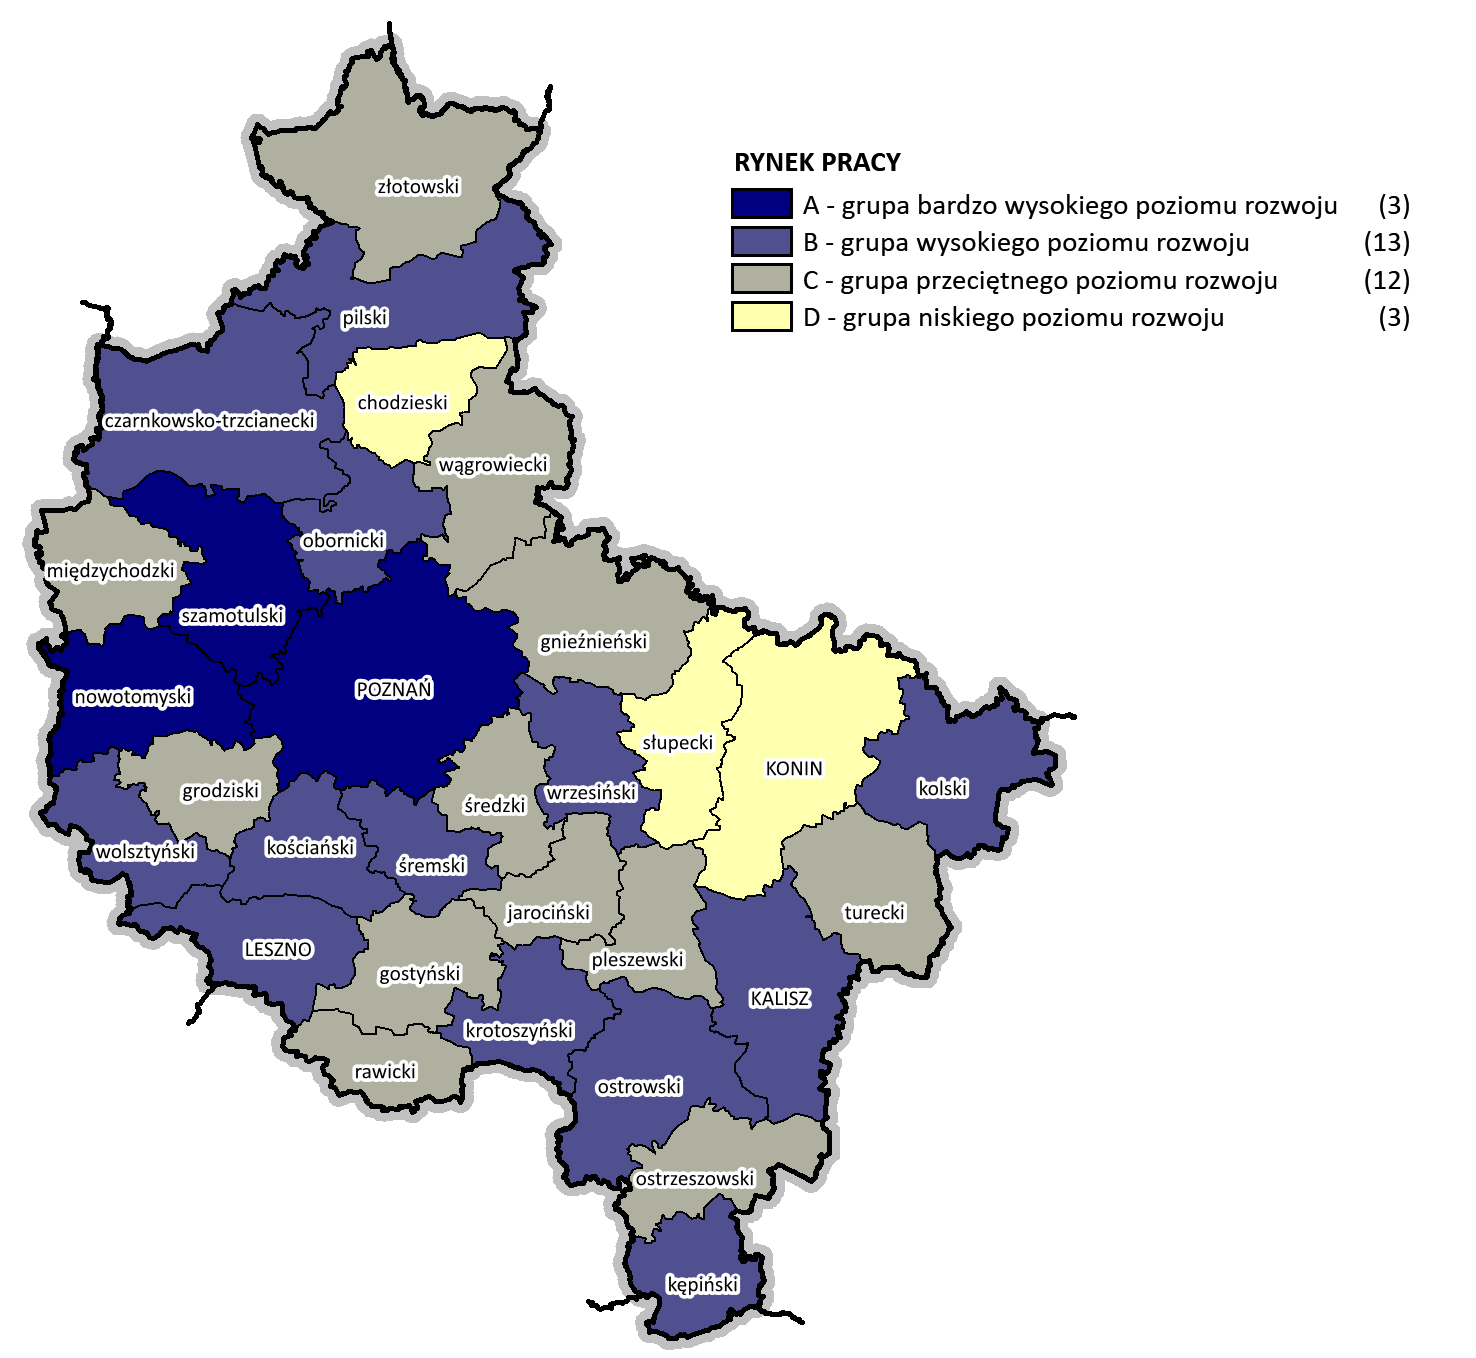 RYNEK PRACY
A - grupa bardzo wysokiego poziomu rozwoju (3)
B - grupa wysokiego poziomu rozwoju (13)
C - grupa przeciętnego poziomu rozwoju (12)
D - grupa niskiego poziomu rozwoju (3)
złotowski
pilski
chodzieski
czarnkowsko-trzcianecki
wągrowiecki
obornicki
międzychodzki
szamotulski
gnieźnieński
POZNAŃ
nowotomyski
słupecki
KONIN
grodziski
kolski
wrzesiński
średzki
kościański
wolsztyński
śremski
jarociński
turecki
LESZNO
pleszewski
gostyński
KALISZ
krotoszyński
rawicki
ostrowski
ostrzeszowski
kępiński